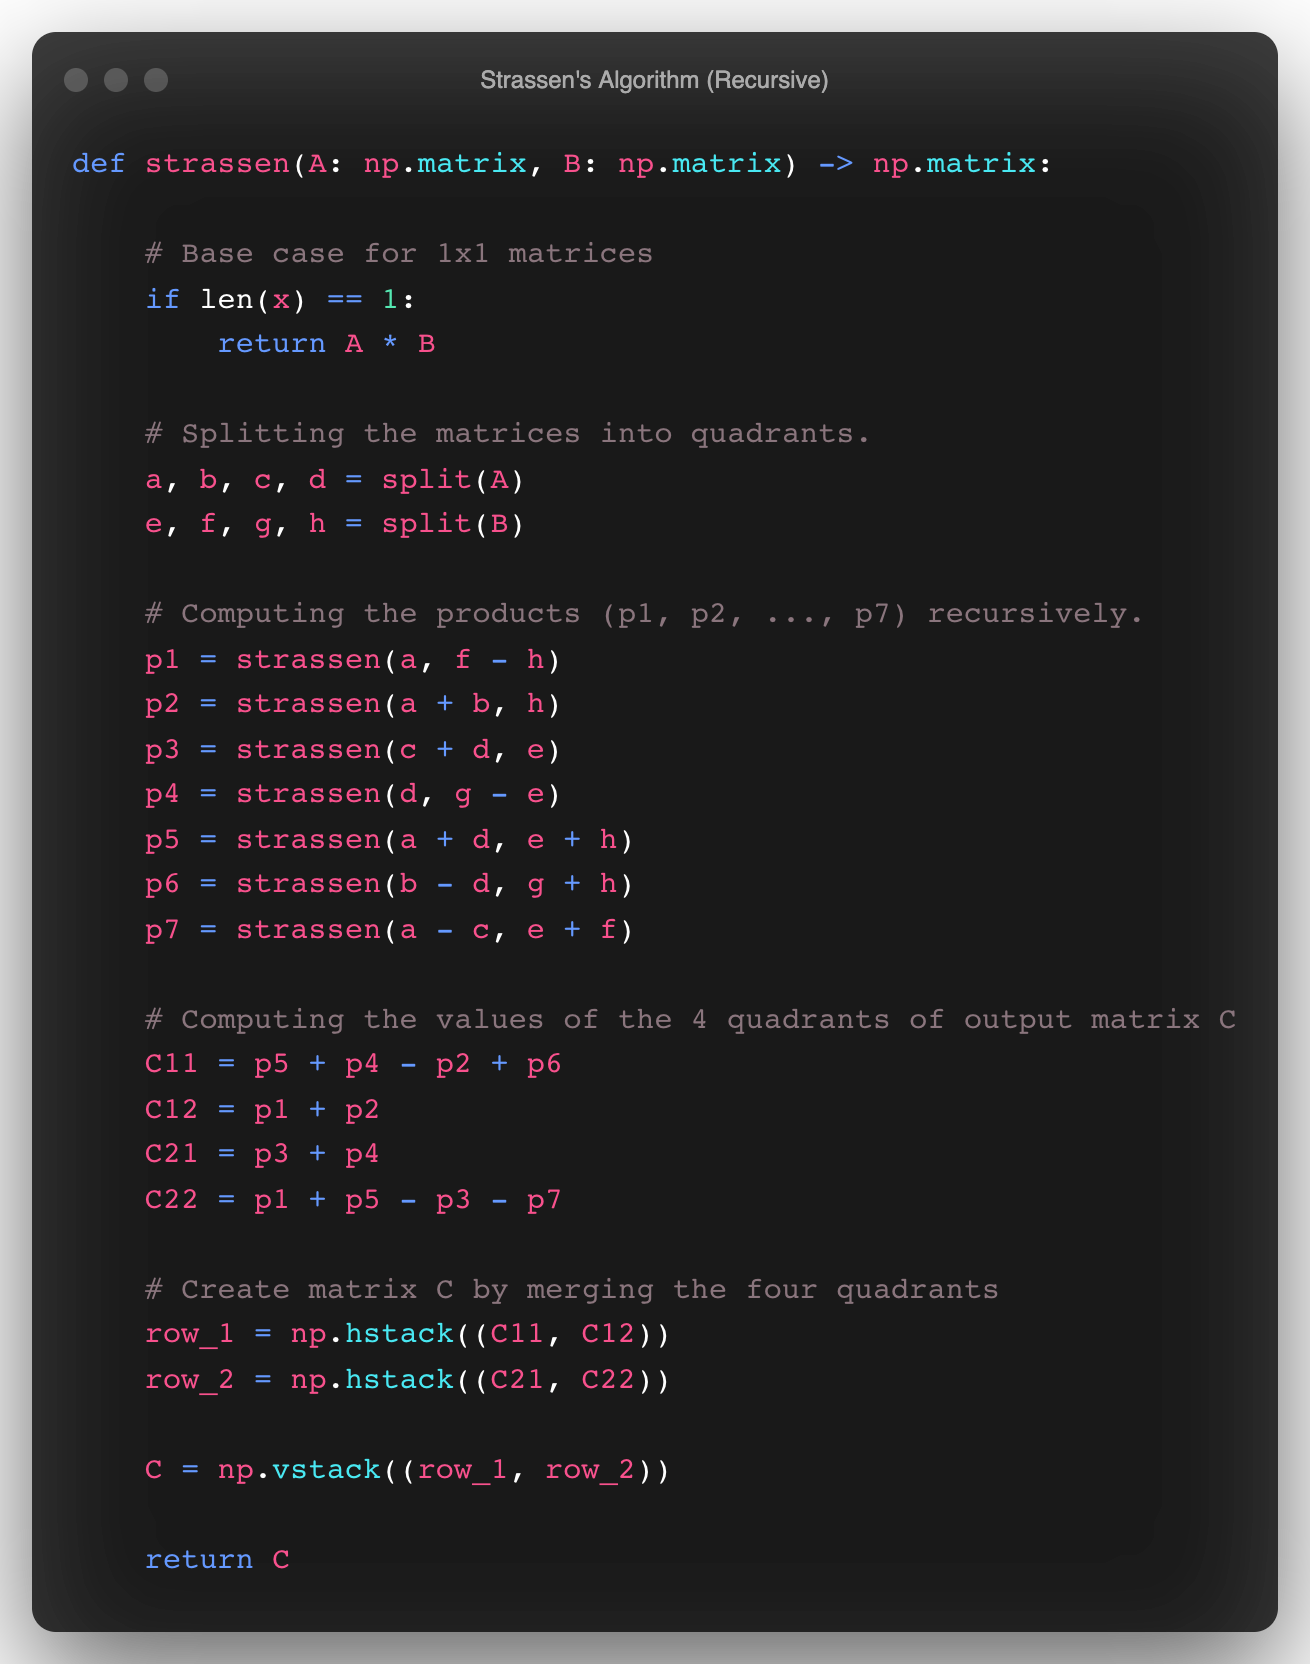 Strassen's Algorithm (Recursive)
def strassen(A: np.matrix, B: np.matrix) -> np.matrix:
    # Base case for 1x1 matrices
    if len(x) == 1:
        return A * B
    # Splitting the matrices into quadrants.
    a, b, c, d = split(A)
    e, f, g, h = split(B)
    # Computing the products (p1, p2, ..., p7) recursively.
    p1 = strassen(a, f - h)
    p2 = strassen(a + b, h)
    p3 = strassen(c + d, e)
    p4 = strassen(d, g - e)
    p5 = strassen(a + d, e + h)
    p6 = strassen(b - d, g + h)
    p7 = strassen(a - c, e + f)
    # Computing the values of the 4 quadrants of output matrix C
    C11 = p5 + p4 - p2 + p6
    C12 = p1 + p2
    C21 = p3 + p4
    C22 = p1 + p5 - p3 - p7
    # Create matrix C by merging the four quadrants
    row_1 = np.hstack((C11, C12))
    row_2 = np.hstack((C21, C22))
    C = np.vstack((row_1, row_2))
    return C